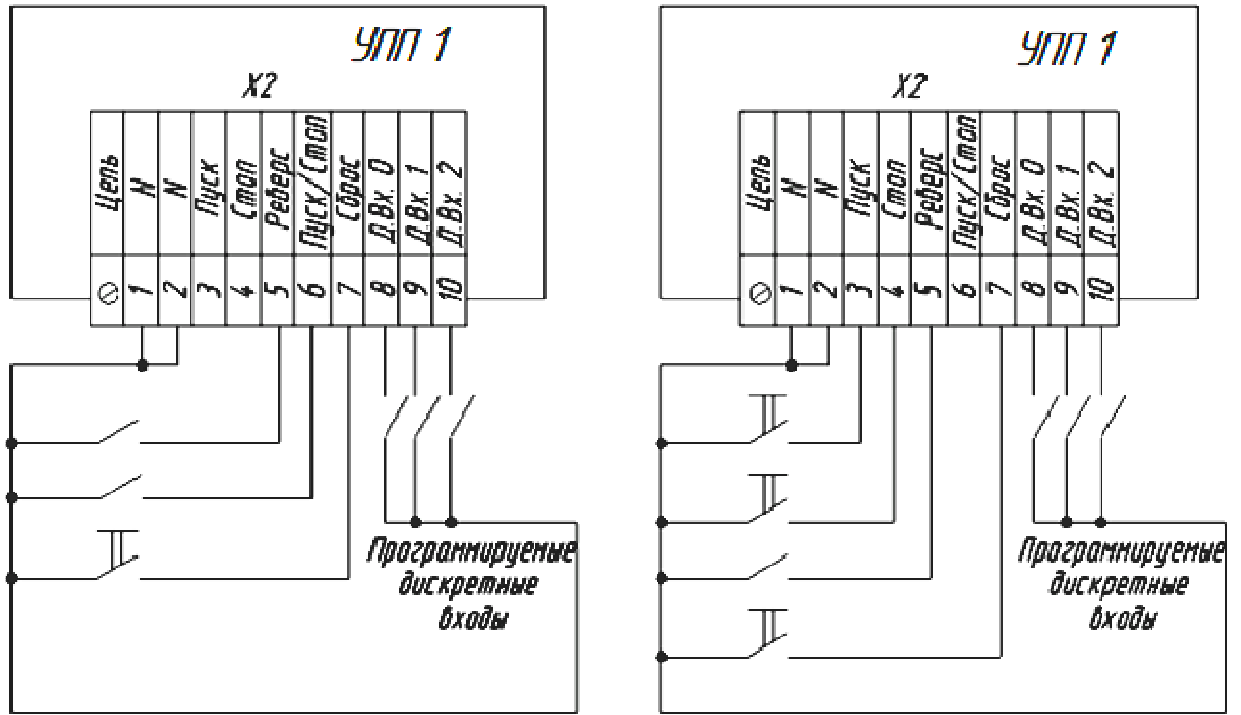 УПП 1
X2
Цепь
N
N
Пуск
Стоп
Реверс
Пуск/Стоп
Сброс
Д.Вх. 0
Д.Вх. 1
Д.Вх. 2
1
2
3
4
5
6
7
8
9
10
Программируемые
дискретные
входы
УПП 1
X2
Цепь
N
N
Пуск
Стоп
Реверс
Пуск/Стоп
Сброс
Д.Вх. 0
Д.Вх. 1
Д.Вх. 2
1
2
3
4
5
6
7
8
9
10
Программируемые
дискретные
входы